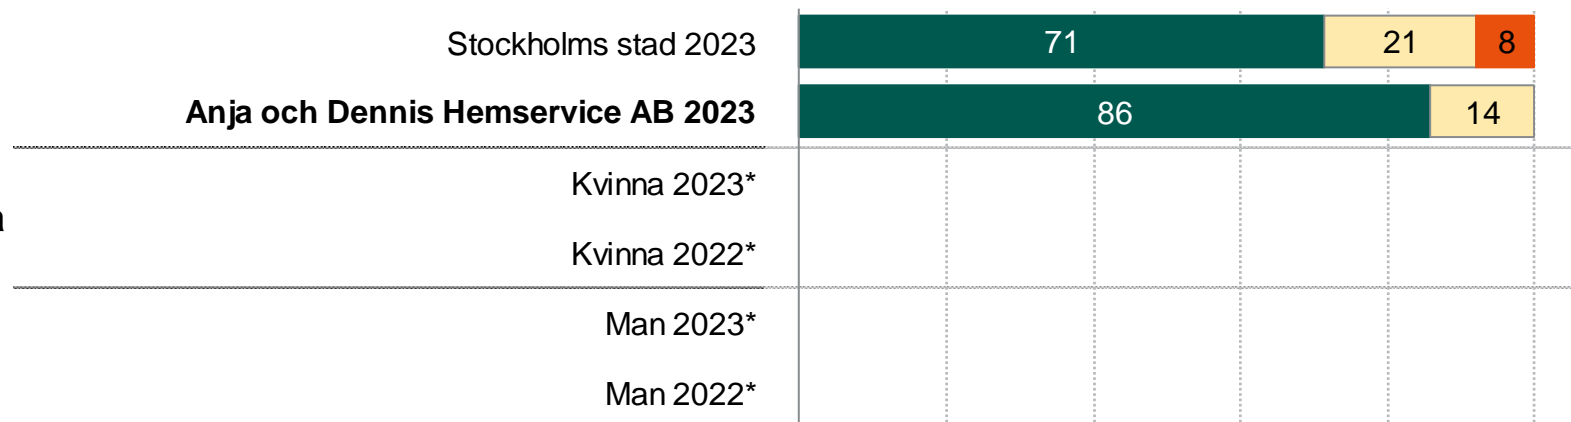 Stockholms stad 2023 71 21 8
Anja och Dennis Hemservice AB 2023 86 14
Kvinna 2023*
Kvinna 2022*
Man 2023*
Man 2022*